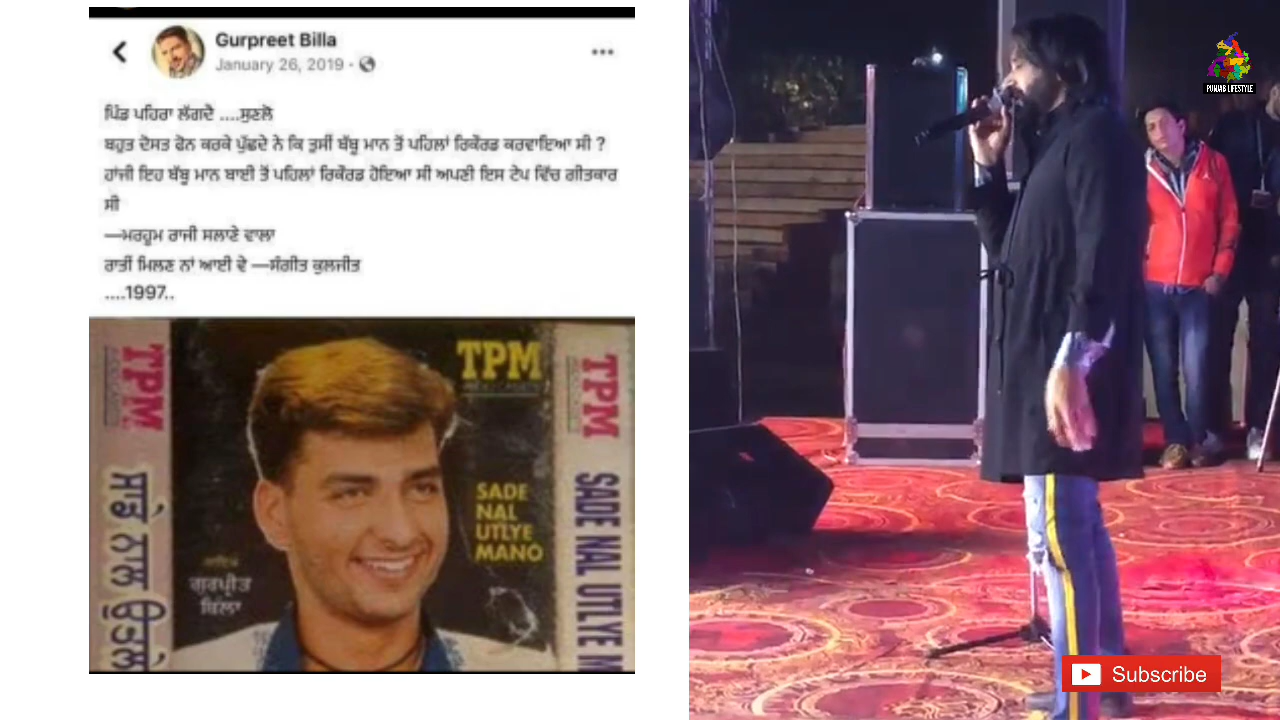 Gurpreet Billa
January 26, 2019 ·
ਪਿੰਡ ਪਹਿਰਾ ਲੱਗਦੈ ....ਸੁਣਲੋ
ਬਹੁਤ ਦੋਸਤ ਫੋਨ ਕਰਕੇ ਪੁੱਛਦੇ ਨੇ ਕਿ ਤੁਸੀਂ ਬੱਬੂ ਮਾਨ ਤੋਂ ਪਹਿਲਾਂ ਰਿਕੌਰਡ ਕਰਵਾਇਆ ਸੀ ?
ਹਾਂਜੀ ਇਹ ਬੱਬੂ ਮਾਨ ਬਾਈ ਤੋਂ ਪਹਿਲਾਂ ਰਿਕੌਰਡ ਹੋਇਆ ਸੀ ਅਪਣੀ ਇਸ ਟੇਪ ਵਿੱਚ ਗੀਤਕਾਰ
ਸੀ
—ਮਰਹੂਮ ਰਾਜੀ ਸਲਾਣੇ ਵਾਲਾ
ਰਾਤੀਂ ਮਿਲਣ ਨਾਂ ਆਈ ਵੇ —ਸੰਗੀਤ ਕੁਲਜੀਤ
....1997..
TPM
TPM
TPM
SADE
NAL
UTLYE
MANO
ਗੁਰਪ੍ਰੀਤ
ਬਿੱਲਾ
ਸਾਡੇ ਨਾਲ ਉਤਲੋਂ
SADE NAL UTLYE M
PUNJAB LIFESTYLE
Subscribe